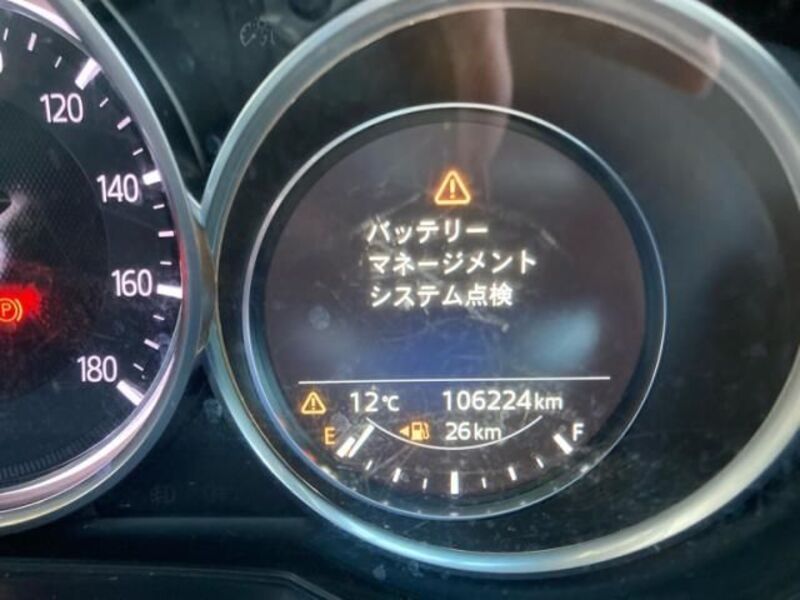 120
140
160
180
(P)
バッテリー
マネージメント
システム点検
12℃ 106224km
E 26km F